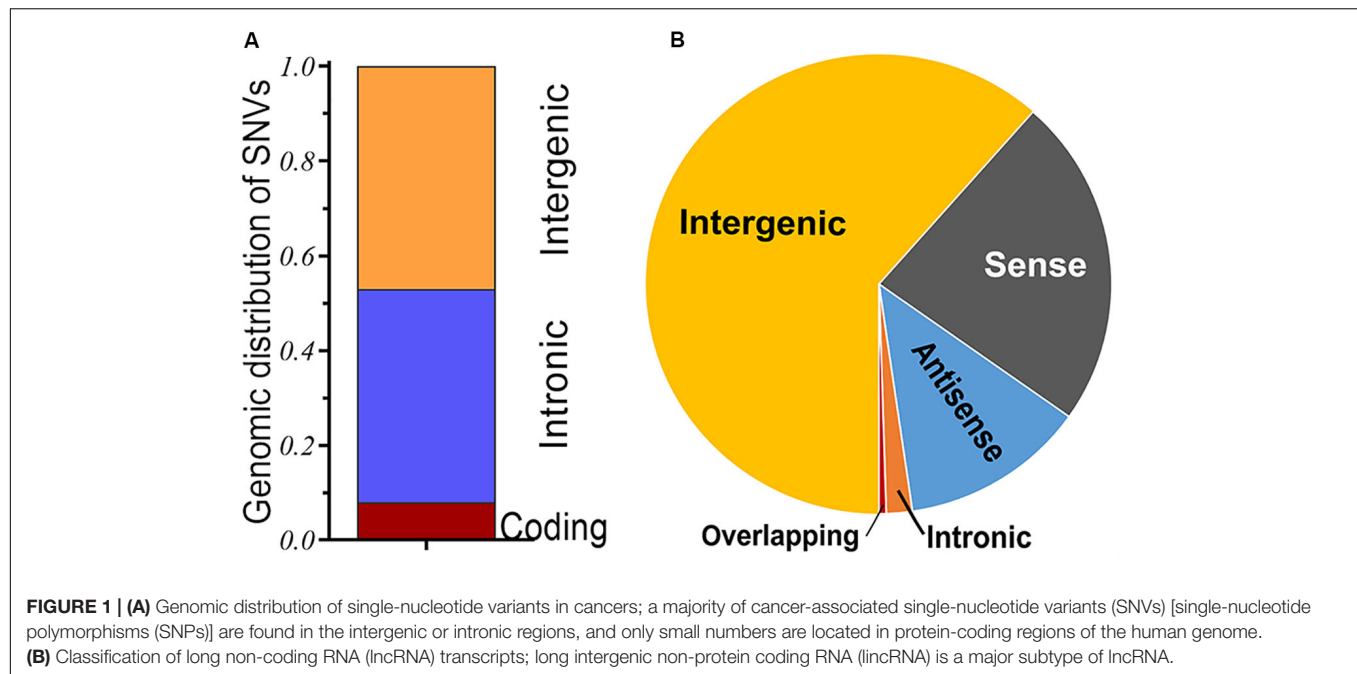 A
Genomic distribution of SNVs
1.0
0.8
0.6
0.4
0.2
0.0
Intergenic
Intronic
Coding
B
Intergenic
Sense
Antisense
Overlapping
Intronic
FIGURE 1 | (A) Genomic distribution of single-nucleotide variants in cancers; a majority of cancer-associated single-nucleotide variants (SNVs) [single-nucleotide
polymorphisms (SNPs)] are found in the intergenic or intronic regions, and only small numbers are located in protein-coding regions of the human genome.
(B) Classification of long non-coding RNA (lncRNA) transcripts; long intergenic non-protein coding RNA (lincRNA) is a major subtype of lncRNA.